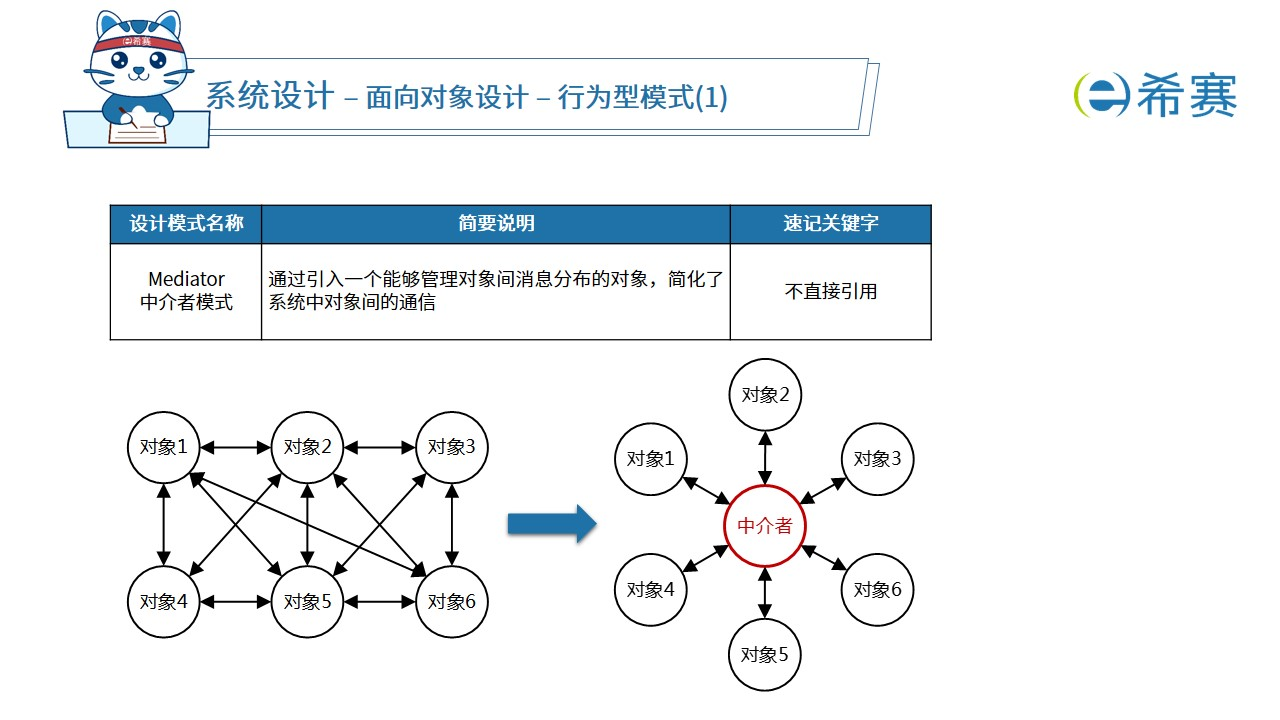 希赛
系统设计 – 面向对象设计 – 行为型模式(1)
希赛
设计模式名称
简要说明
速记关键字
Mediator
中介者模式
通过引入一个能够管理对象间消息分布的对象，简化了
系统中对象间的通信
不直接引用
对象1
对象2
对象3
对象4
对象5
对象6
对象2
对象1
对象3
中介者
对象4
对象6
对象5